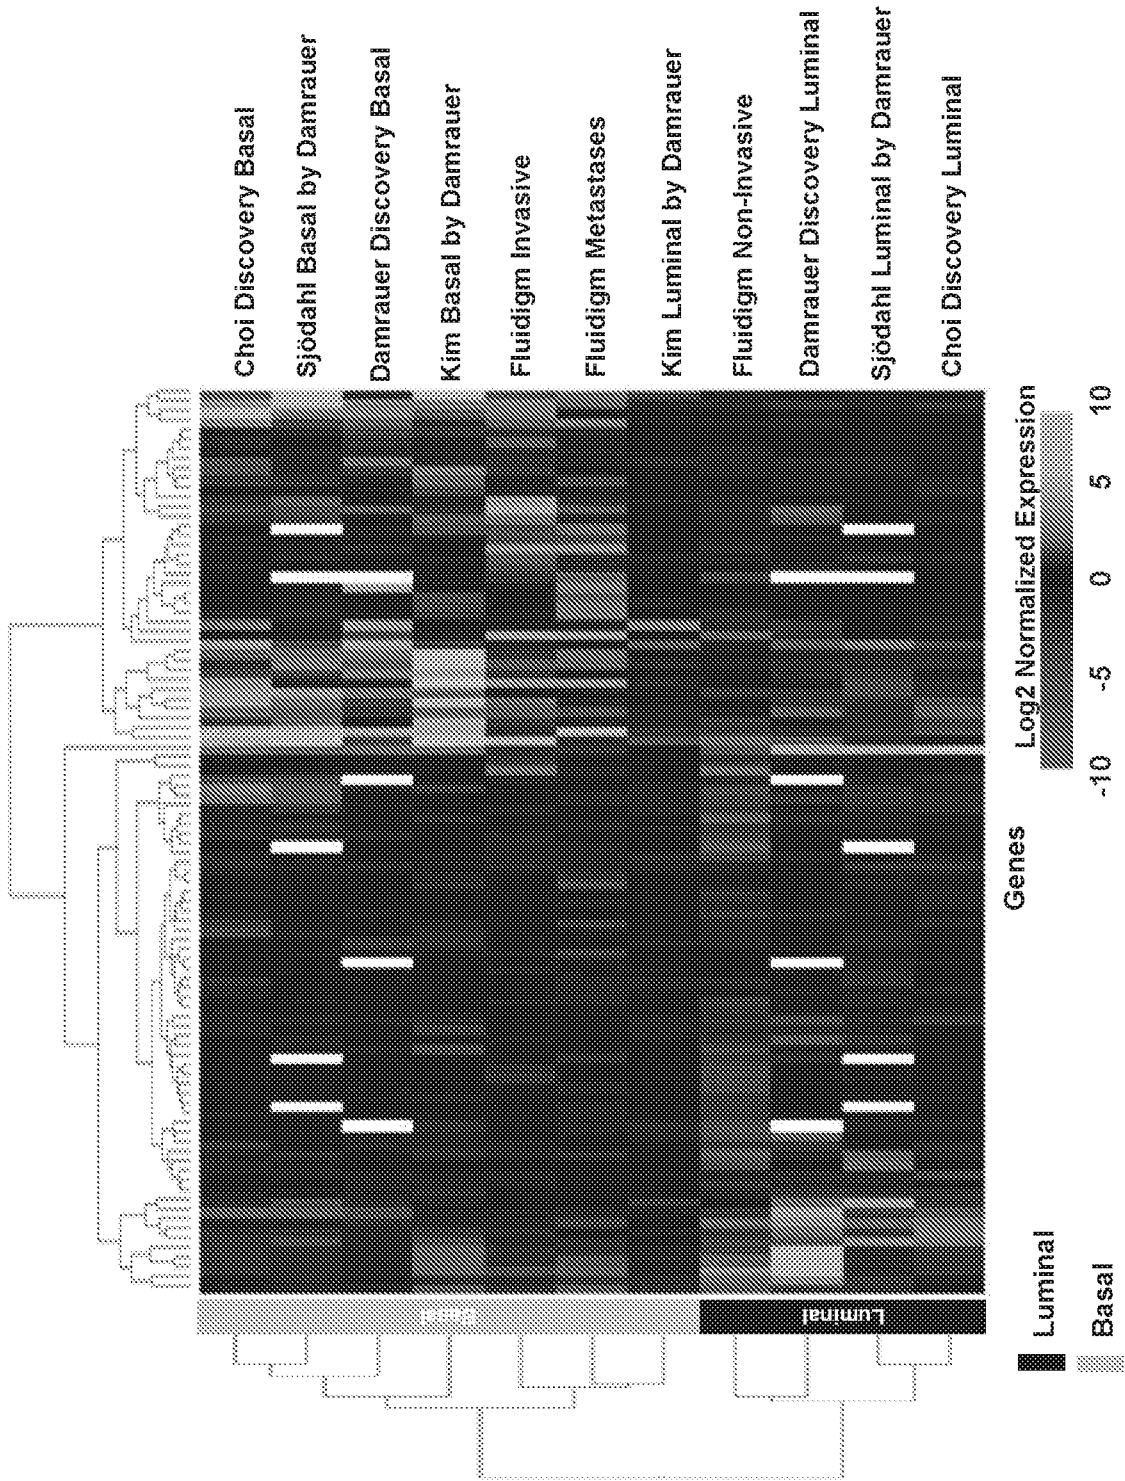 Choi Discovery Basal
Sjödahl Basal by Damrauer
Damrauer Discovery Basal
Kim Basal by Damrauer
Fluidigm Invasive
Fluidigm Metastases
Kim Luminal by Damrauer
Fluidigm Non-Invasive
Damrauer Discovery Luminal
Sjödahl Luminal by Damrauer
Choi Discovery Luminal
Basal
Luminal
Genes
Log2 Normalized Expression
-10 -5 0 5 10
Luminal
Basal